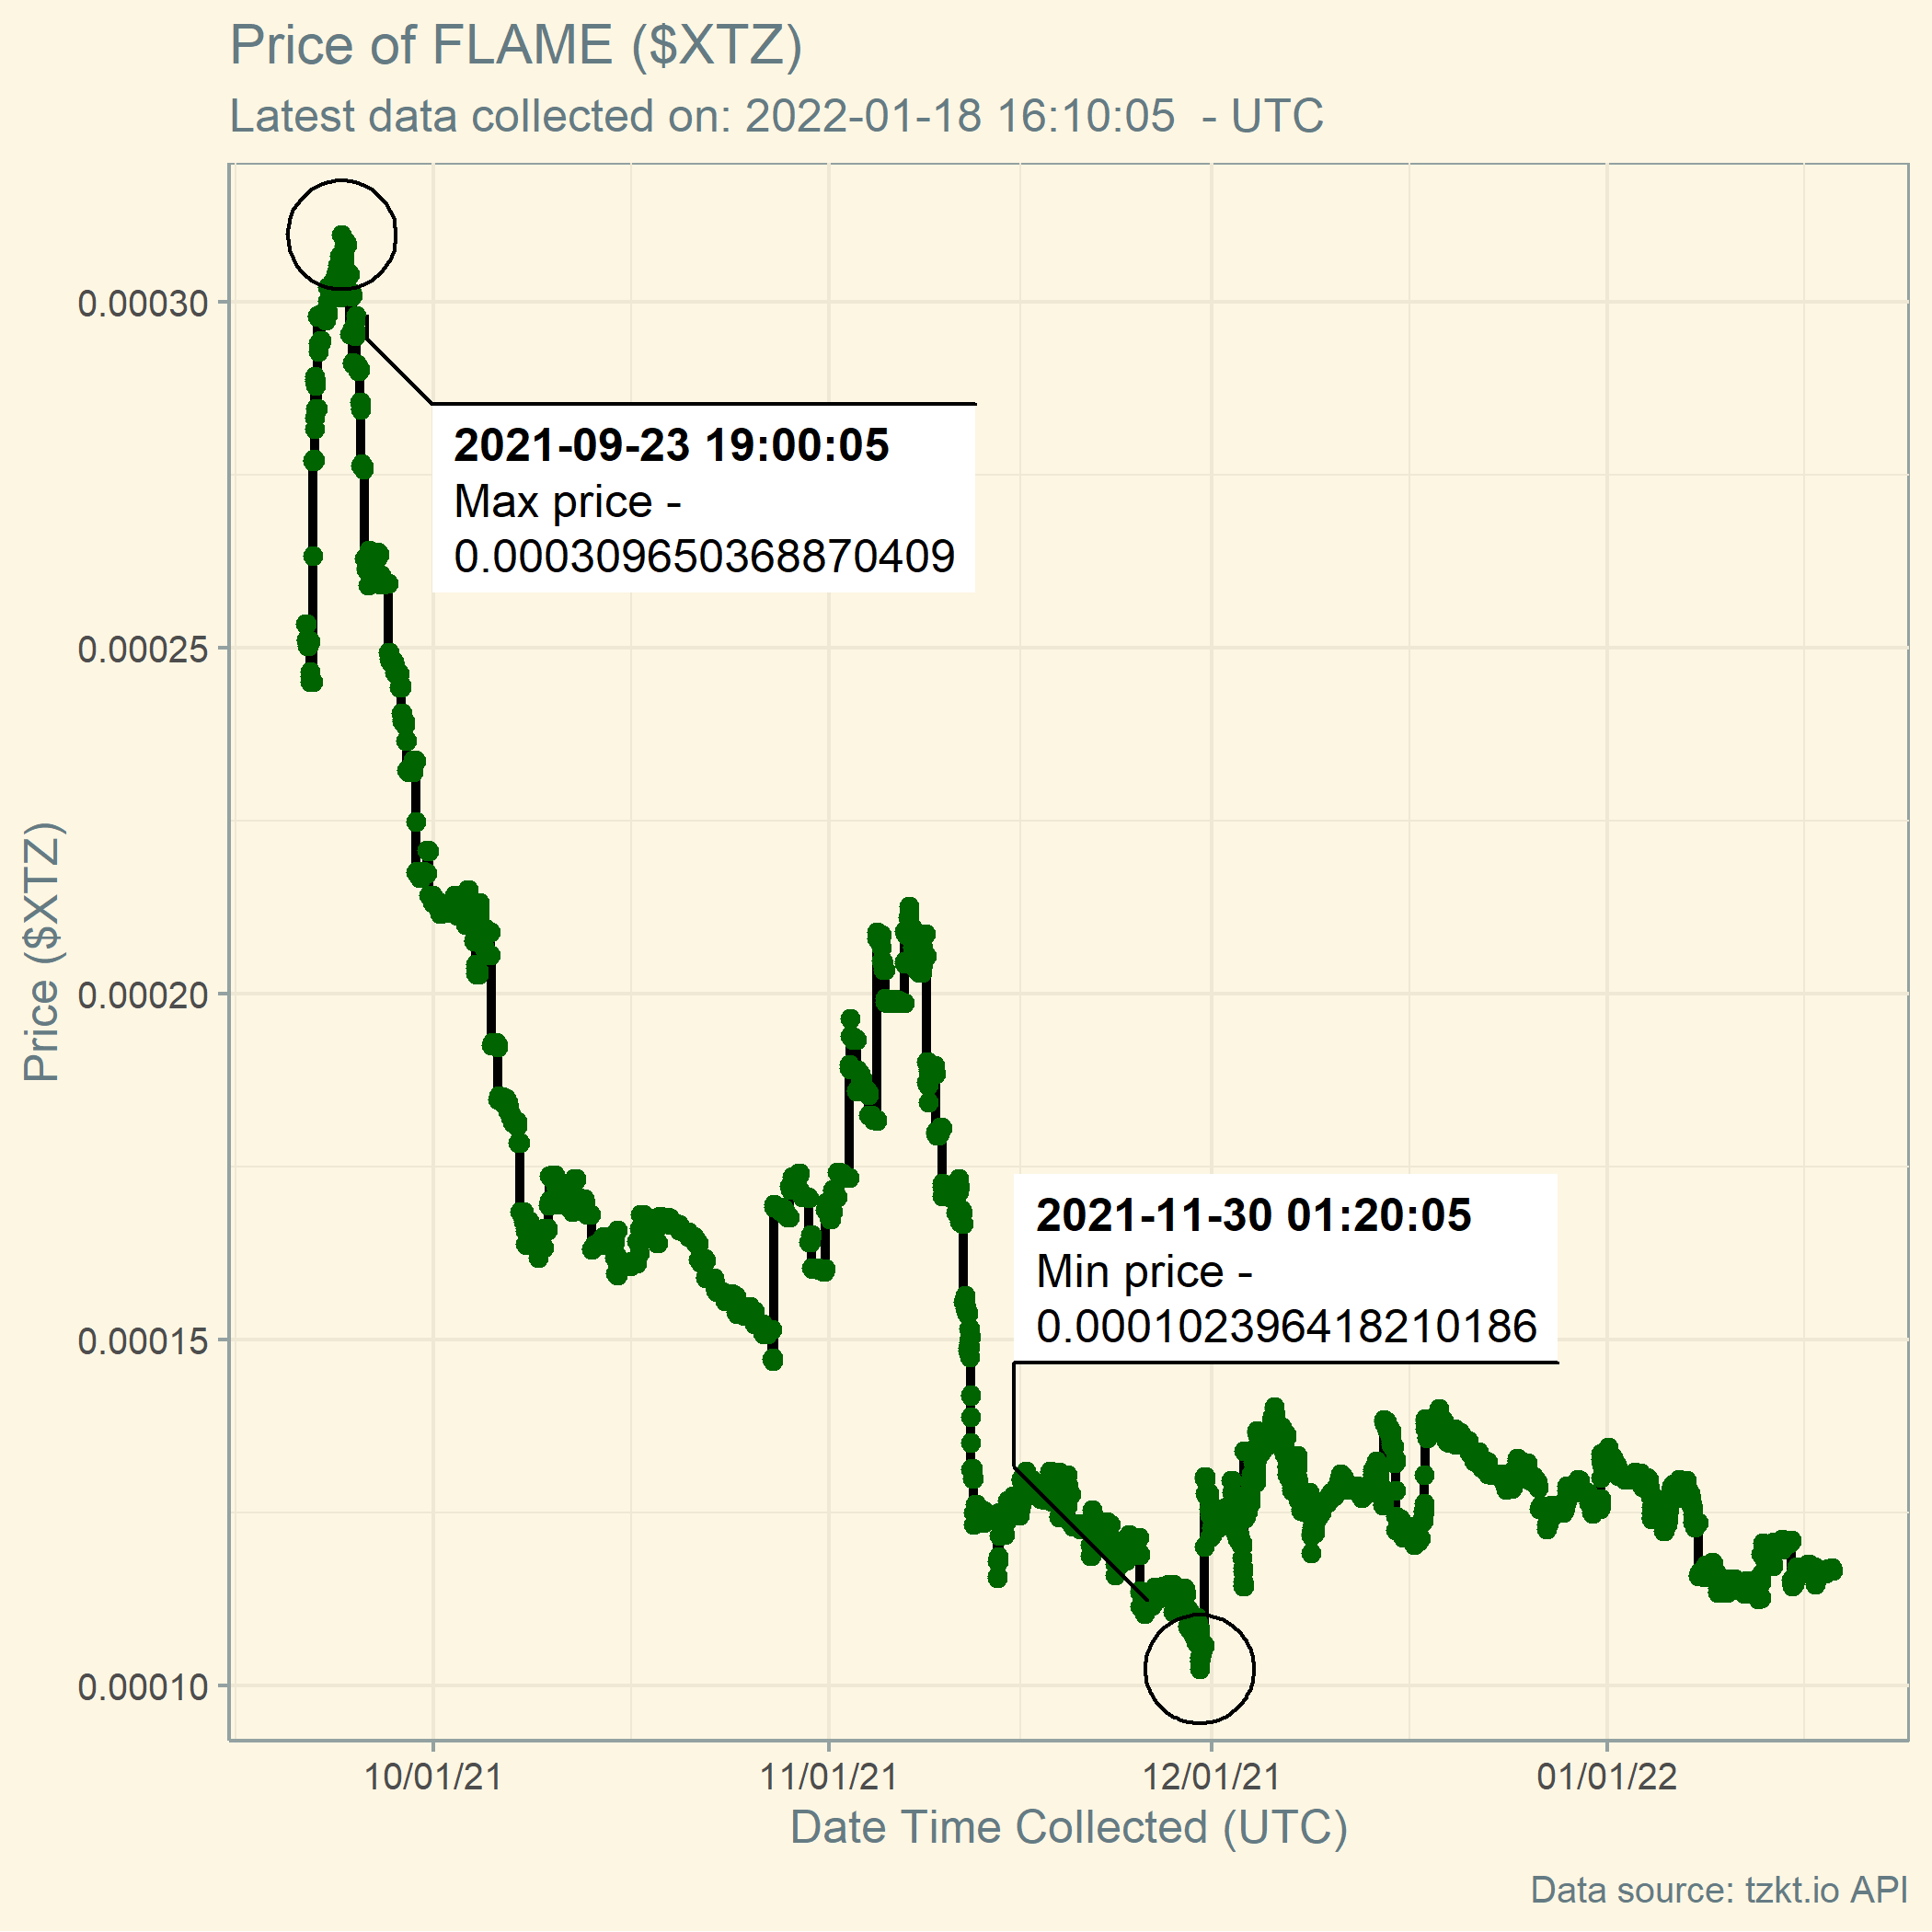 Price of FLAME ($XTZ)
Latest data collected on: 2022-01-18 16:10:05  - UTC
Price ($XTZ)
0.00030
0.00025
0.00020
0.00015
0.00010
2021-09-23 19:00:05
Max price -
0.000309650368870409
2021-11-30 01:20:05
Min price -
0.000102396418210186
10/01/21
11/01/21
12/01/21
01/01/22
Date Time Collected (UTC)
Data source: tzkt.io API